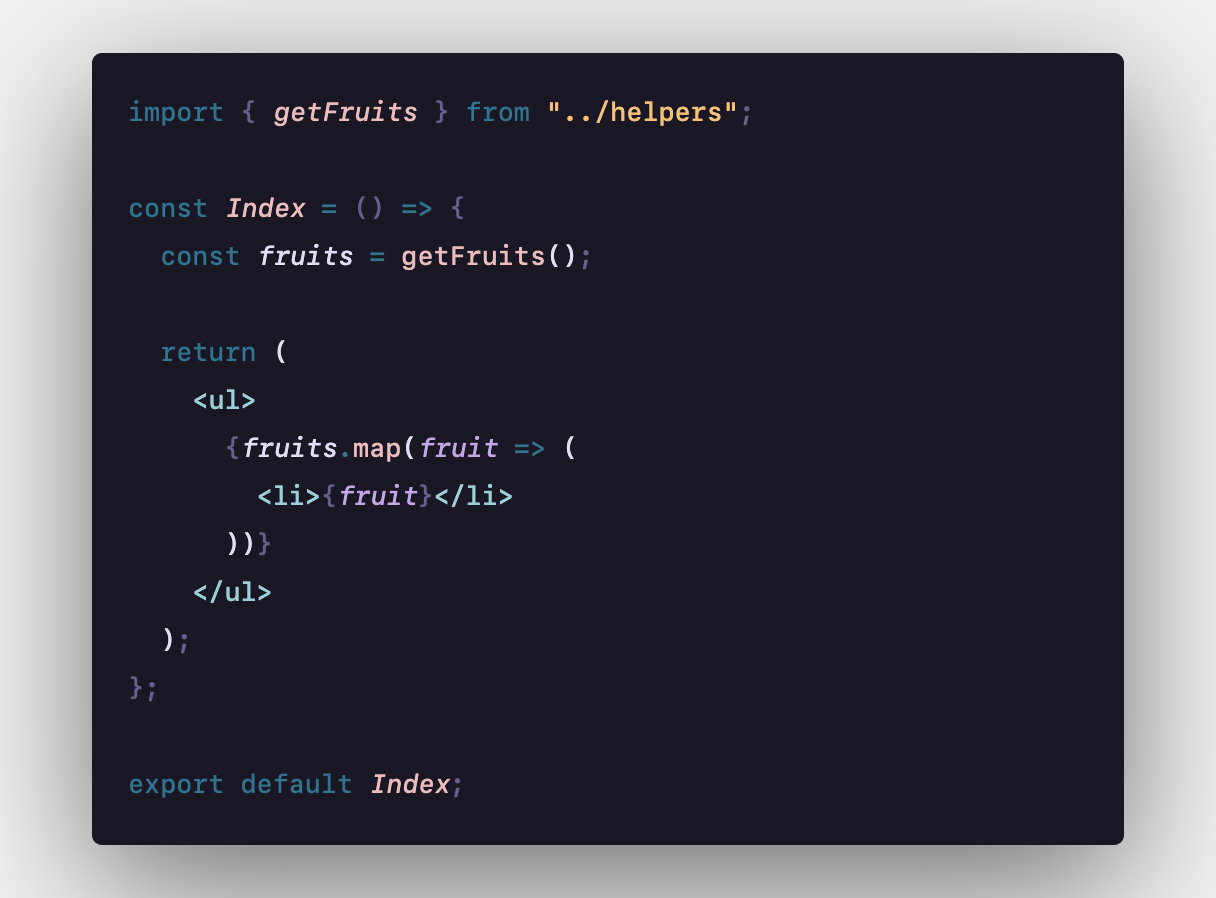 import { getFruits } from "../helpers";

const Index = () => {
  const fruits = getFruits();

  return (
    <ul>
      {fruits.map(fruit => (
        <li>{fruit}</li>
      ))}
    </ul>
  );
};

export default Index;